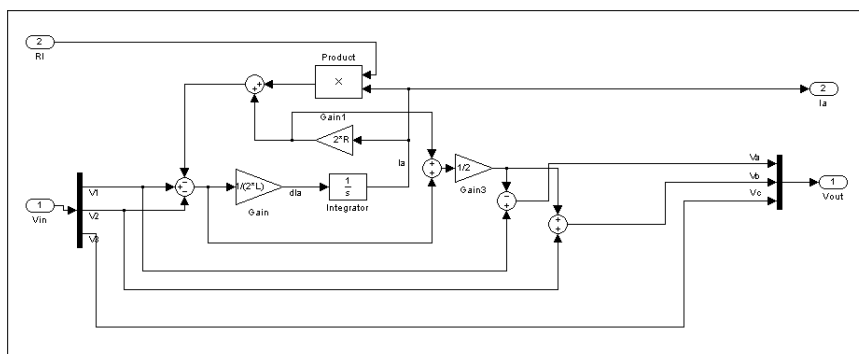 2
RI
Product
×
2
Ia
Gain1
2*R
Ia
1/2
Gain3
Va
Vb
Vc
1
Vout
1
Vin
V1
V2
V3
1/(2*L)
Gain
dIa
1
s
Integrator